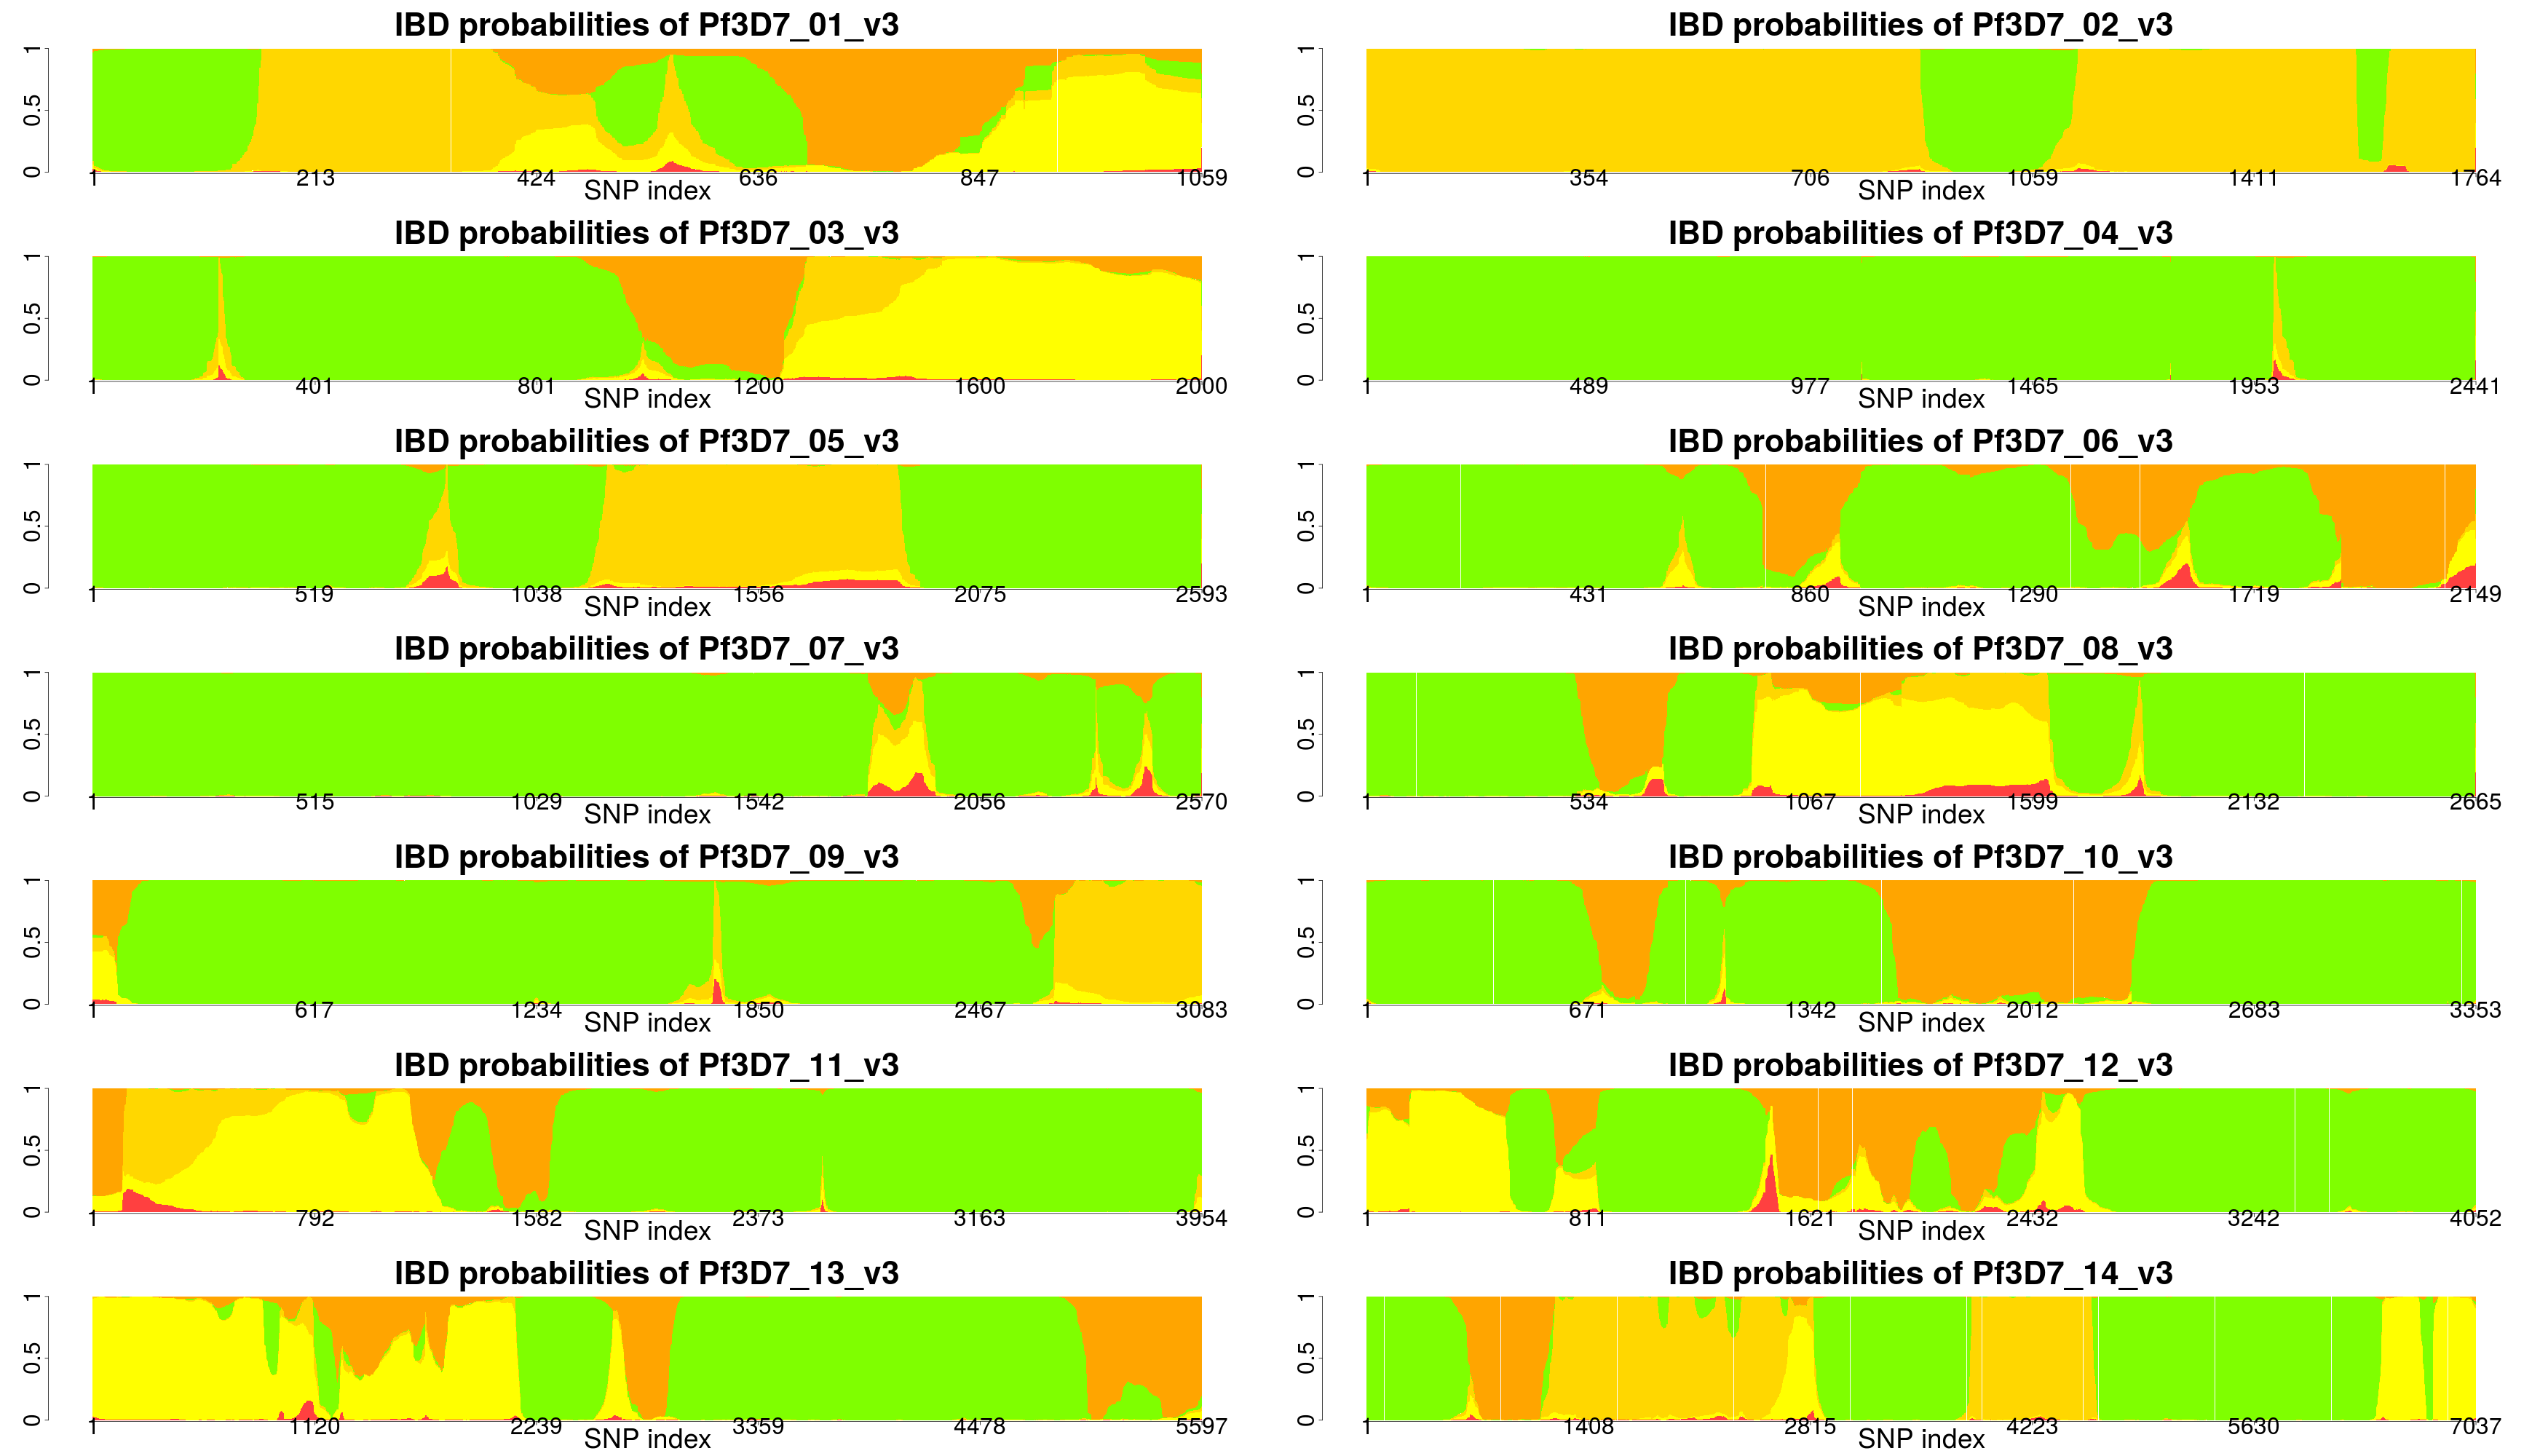 IBD probabilities of Pf3D7_01_v3
1
0.5
0
1 213 424 636 847 1059
SNP index
IBD probabilities of Pf3D7_02_v3
1
0.5
0
1 354 706 1059 1411 1764
SNP index
IBD probabilities of Pf3D7_03_v3
1
0.5
0
1 401 801 1200 1600 2000
SNP index
IBD probabilities of Pf3D7_04_v3
1
0.5
0
1 489 977 1465 1953 2441
SNP index
IBD probabilities of Pf3D7_05_v3
1
0.5
0
1 519 1038 1556 2075 2593
SNP index
IBD probabilities of Pf3D7_06_v3
1
0.5
0
1 431 860 1290 1719 2149
SNP index
IBD probabilities of Pf3D7_07_v3
1
0.5
0
1 515 1029 1542 2056 2570
SNP index
IBD probabilities of Pf3D7_08_v3
1
0.5
0
1 534 1067 1599 2132 2665
SNP index
IBD probabilities of Pf3D7_09_v3
1
0.5
0
1 617 1234 1850 2467 3083
SNP index
IBD probabilities of Pf3D7_10_v3
1
0.5
0
1 671 1342 2012 2683 3353
SNP index
IBD probabilities of Pf3D7_11_v3
1
0.5
0
1 792 1582 2373 3163 3954
SNP index
IBD probabilities of Pf3D7_12_v3
1
0.5
0
1 811 1621 2432 3242 4052
SNP index
IBD probabilities of Pf3D7_13_v3
1
0.5
0
1 1120 2239 3359 4478 5597
SNP index
IBD probabilities of Pf3D7_14_v3
1
0.5
0
1 1408 2815 4223 5630 7037
SNP index